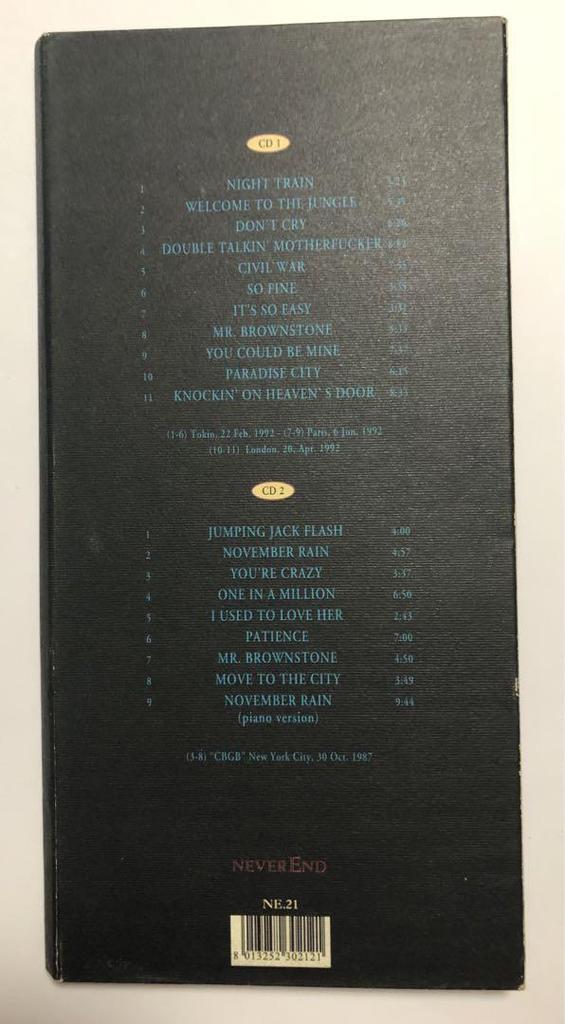 CD 1
1 NIGHT TRAIN
2 WELCOME TO THE JUNGLE
3 DON'T CRY
4 DOUBLE TALKIN' MOTHERFUCKER
5 CIVIL WAR
6 SO FINE
7 IT'S SO EASY
8 MR. BROWNSTONE
9 YOU COULD BE MINE
10 PARADISE CITY
11 KNOCKIN' ON HEAVEN'S DOOR
(1-6) Tokio, 22 Feb. 1992 - (7-9) Paris, 6 Jun. 1992
(10-11) London, 20, Apr. 1992
CD 2
1 JUMPING JACK FLASH 4:00
2 NOVEMBER RAIN 4:57
3 YOU'RE CRAZY 3:37
4 ONE IN A MILLION 6:50
5 I USED TO LOVE HER 2:43
6 PATIENCE 7:00
7 MR. BROWNSTONE 4:50
8 MOVE TO THE CITY 3:49
9 NOVEMBER RAIN 9:44
(piano version)
(3-8) "CBGB" New York City, 30 Oct. 1987
NEVEREND
NE.21
8 013252 302121